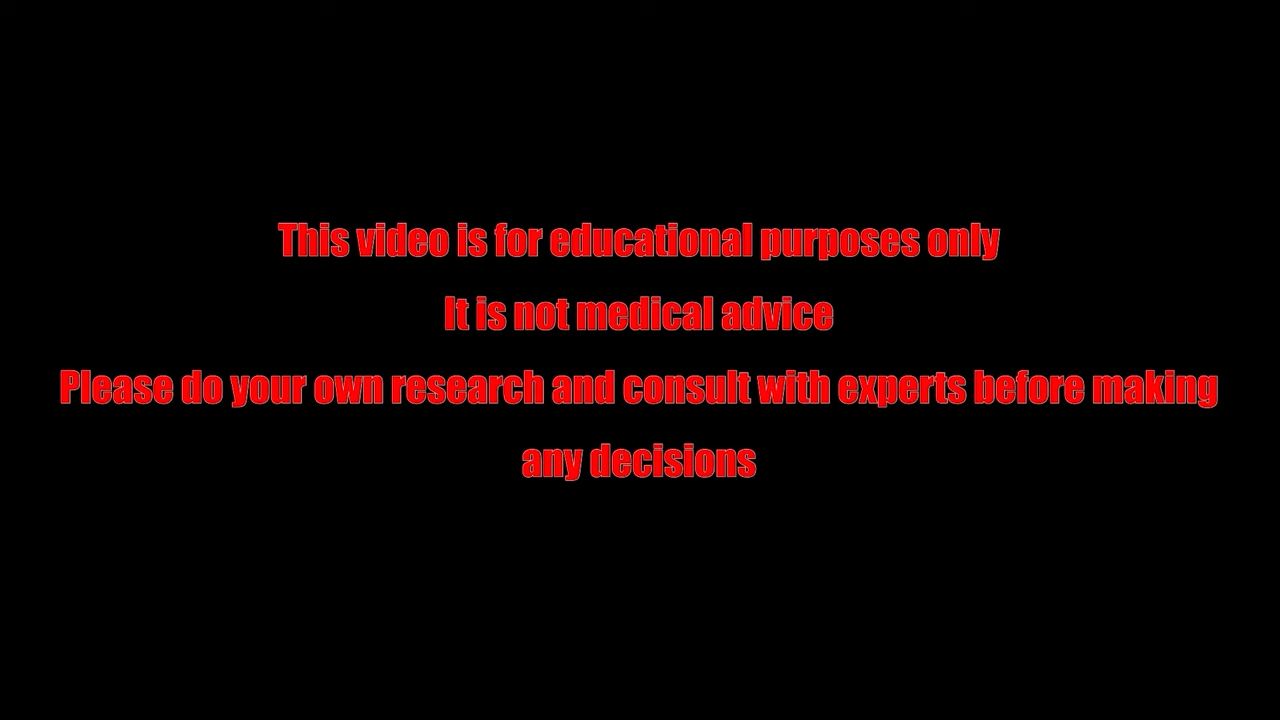 This video is for educational purposes only
It is not medical advice
Please do your own research and consult with experts before making
any decisions